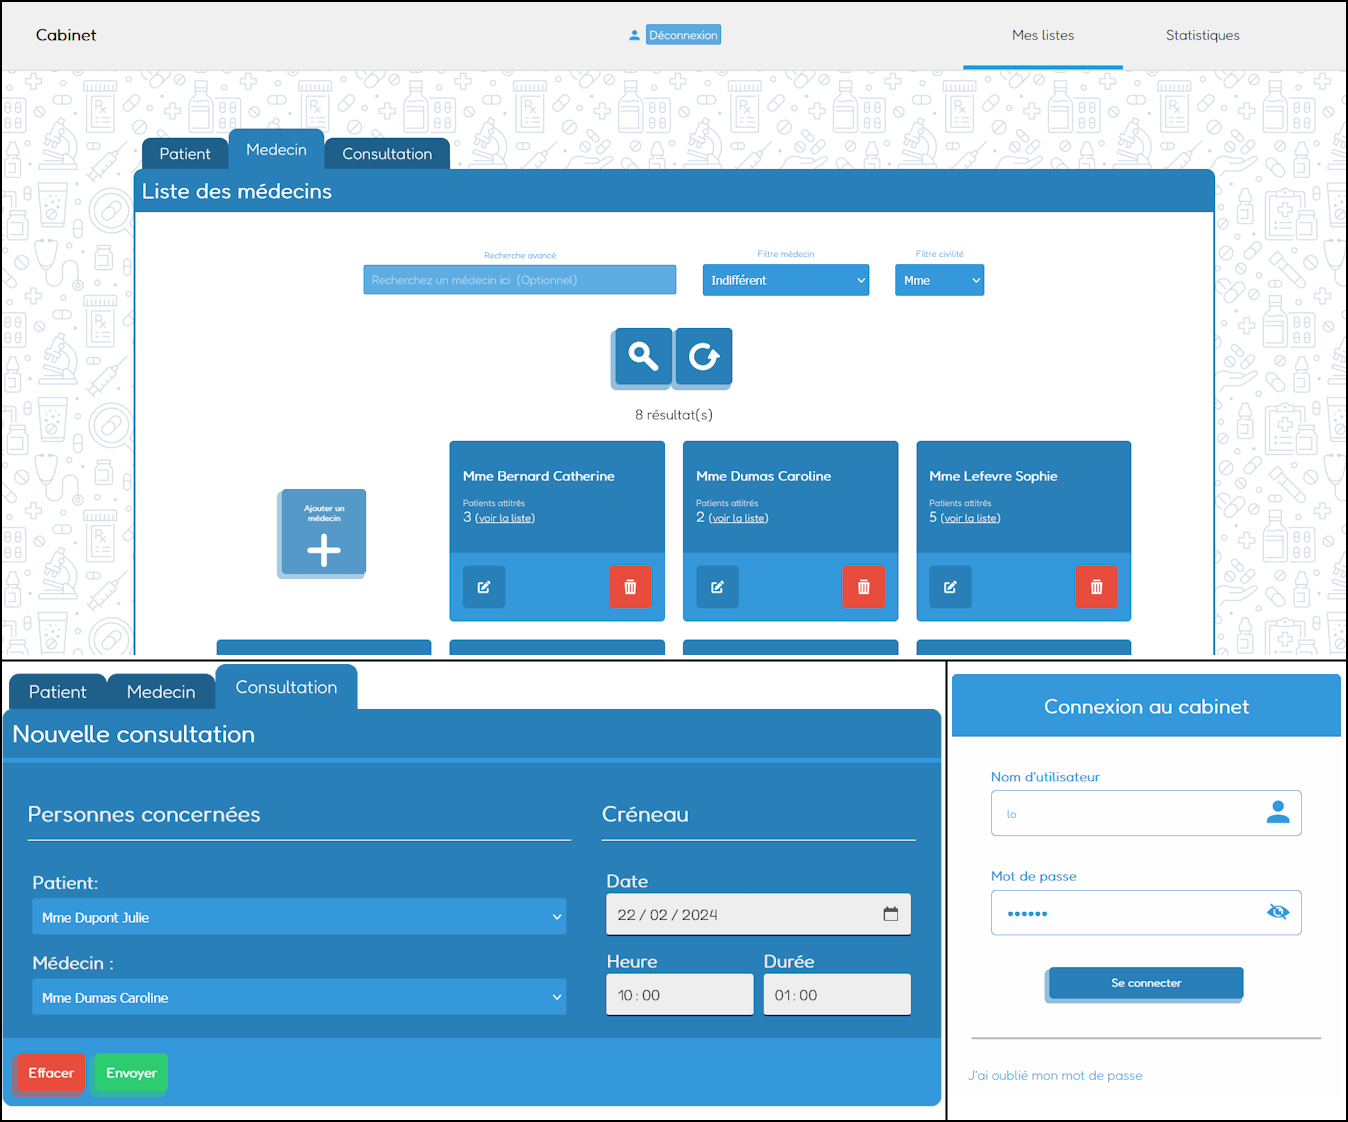 Cabinet
Déconnexion
Mes listes
Statistiques
Patient
Medecin
Consultation
Liste des médecins
Recherche avancé
Filtre médecin
Filtre civilité
Recherchez un médecin ici (Optionnel)
Indifférent
Mme
8 résultat(s)
Ajouter un
médecin
Mme Bernard Catherine
Patients attitrés
3 (voir la liste)
Mme Dumas Caroline
Patients attitrés
2 (voir la liste)
Mme Lefevre Sophie
Patients attitrés
5 (voir la liste)
Patient
Medecin
Consultation
Nouvelle consultation
Personnes concernées
Patient:
Mme Dupont Julie
Médecin :
Mme Dumas Caroline
Créneau
Date
22 / 02 / 2024
Heure
Durée
10 : 00
01 : 00
Effacer
Envoyer
Connexion au cabinet
Nom d'utilisateur
lo
Mot de passe
••••••
Se connecter
J'ai oublié mon mot de passe